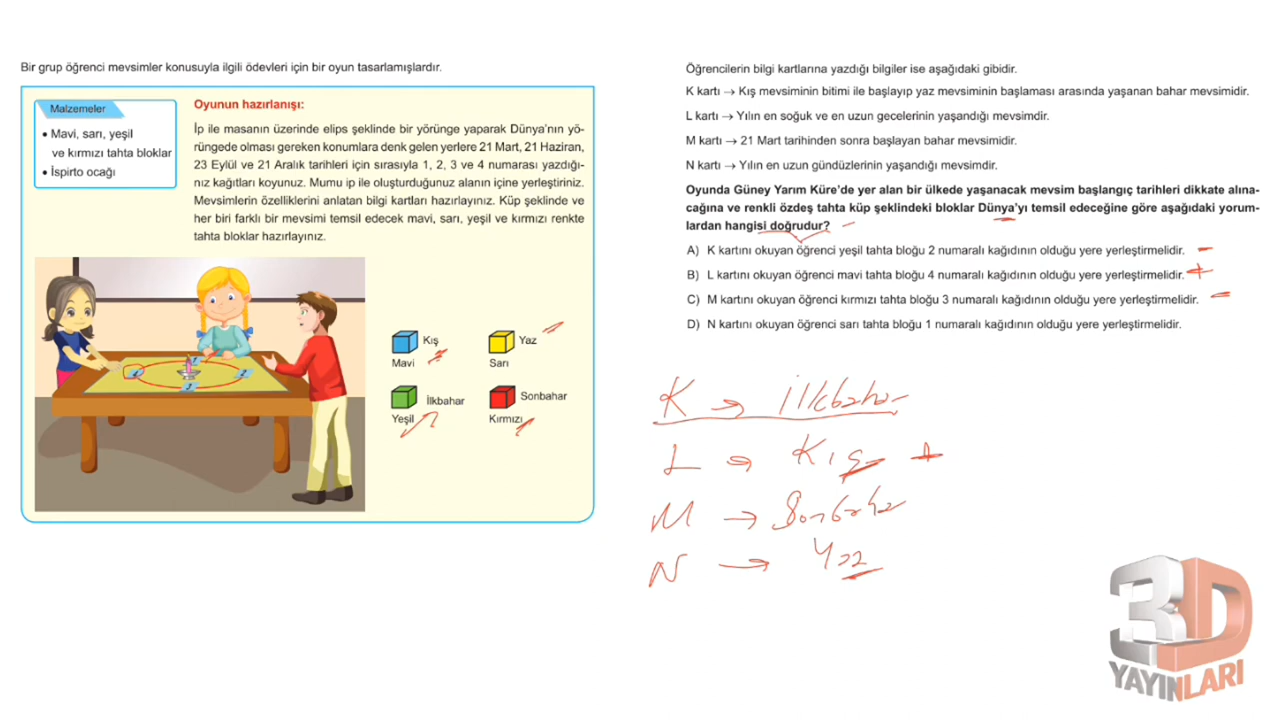 Bir grup öğrenci mevsimler konusuyla ilgili ödevleri için bir oyun tasarlamışlardır.
Malzemeler
• Mavi, sarı, yeşil
ve kırmızı tahta bloklar
• İspirto ocağı
Oyunun hazırlanışı:
İp ile masanın üzerinde elips şeklinde bir yörünge yaparak Dünya'nın yö-
rüngede olması gereken konumlara denk gelen yerlere 21 Mart, 21 Haziran,
23 Eylül ve 21 Aralık tarihleri için sırasıyla 1, 2, 3 ve 4 numarası yazdığı-
nız kağıtları koyunuz. Mumu ip ile oluşturduğunuz alanın içine yerleştiriniz.
Mevsimlerin özelliklerini anlatan bilgi kartları hazırlayınız. Küp şeklinde ve
her biri farklı bir mevsimi temsil edecek mavi, sarı, yeşil ve kırmızı renkte
tahta bloklar hazırlayınız.
Kış
Mavi
Yaz
Sarı
İlkbahar
Yeşil
Sonbahar
Kırmızı
Öğrencilerin bilgi kartlarına yazdığı bilgiler ise aşağıdaki gibidir.
K kartı → Kış mevsiminin bitimi ile başlayıp yaz mevsiminin başlaması arasında yaşanan bahar mevsimidir.
L kartı → Yılın en soğuk ve en uzun gecelerinin yaşandığı mevsimdir.
M kartı → 21 Mart tarihinden sonra başlayan bahar mevsimidir.
N kartı → Yılın en uzun gündüzlerinin yaşandığı mevsimdir.
Oyunda Güney Yarım Küre'de yer alan bir ülkede yaşanacak mevsim başlangıç tarihleri dikkate alına-
cağına ve renkli özdeş tahta küp şeklindeki bloklar Dünya'yı temsil edeceğine göre aşağıdaki yorum-
lardan hangisi doğrudur?
A) K kartını okuyan öğrenci yeşil tahta bloğu 2 numaralı kağıdının olduğu yere yerleştirmelidir.
B) L kartını okuyan öğrenci mavi tahta bloğu 4 numaralı kağıdının olduğu yere yerleştirmelidir.
C) M kartını okuyan öğrenci kırmızı tahta bloğu 3 numaralı kağıdının olduğu yere yerleştirmelidir.
D) N kartını okuyan öğrenci sarı tahta bloğu 1 numaralı kağıdının olduğu yere yerleştirmelidir.
K → İlkbahar
L → Kış +
M → Sonbahar
N → Yaz
3D
YAYINLARI